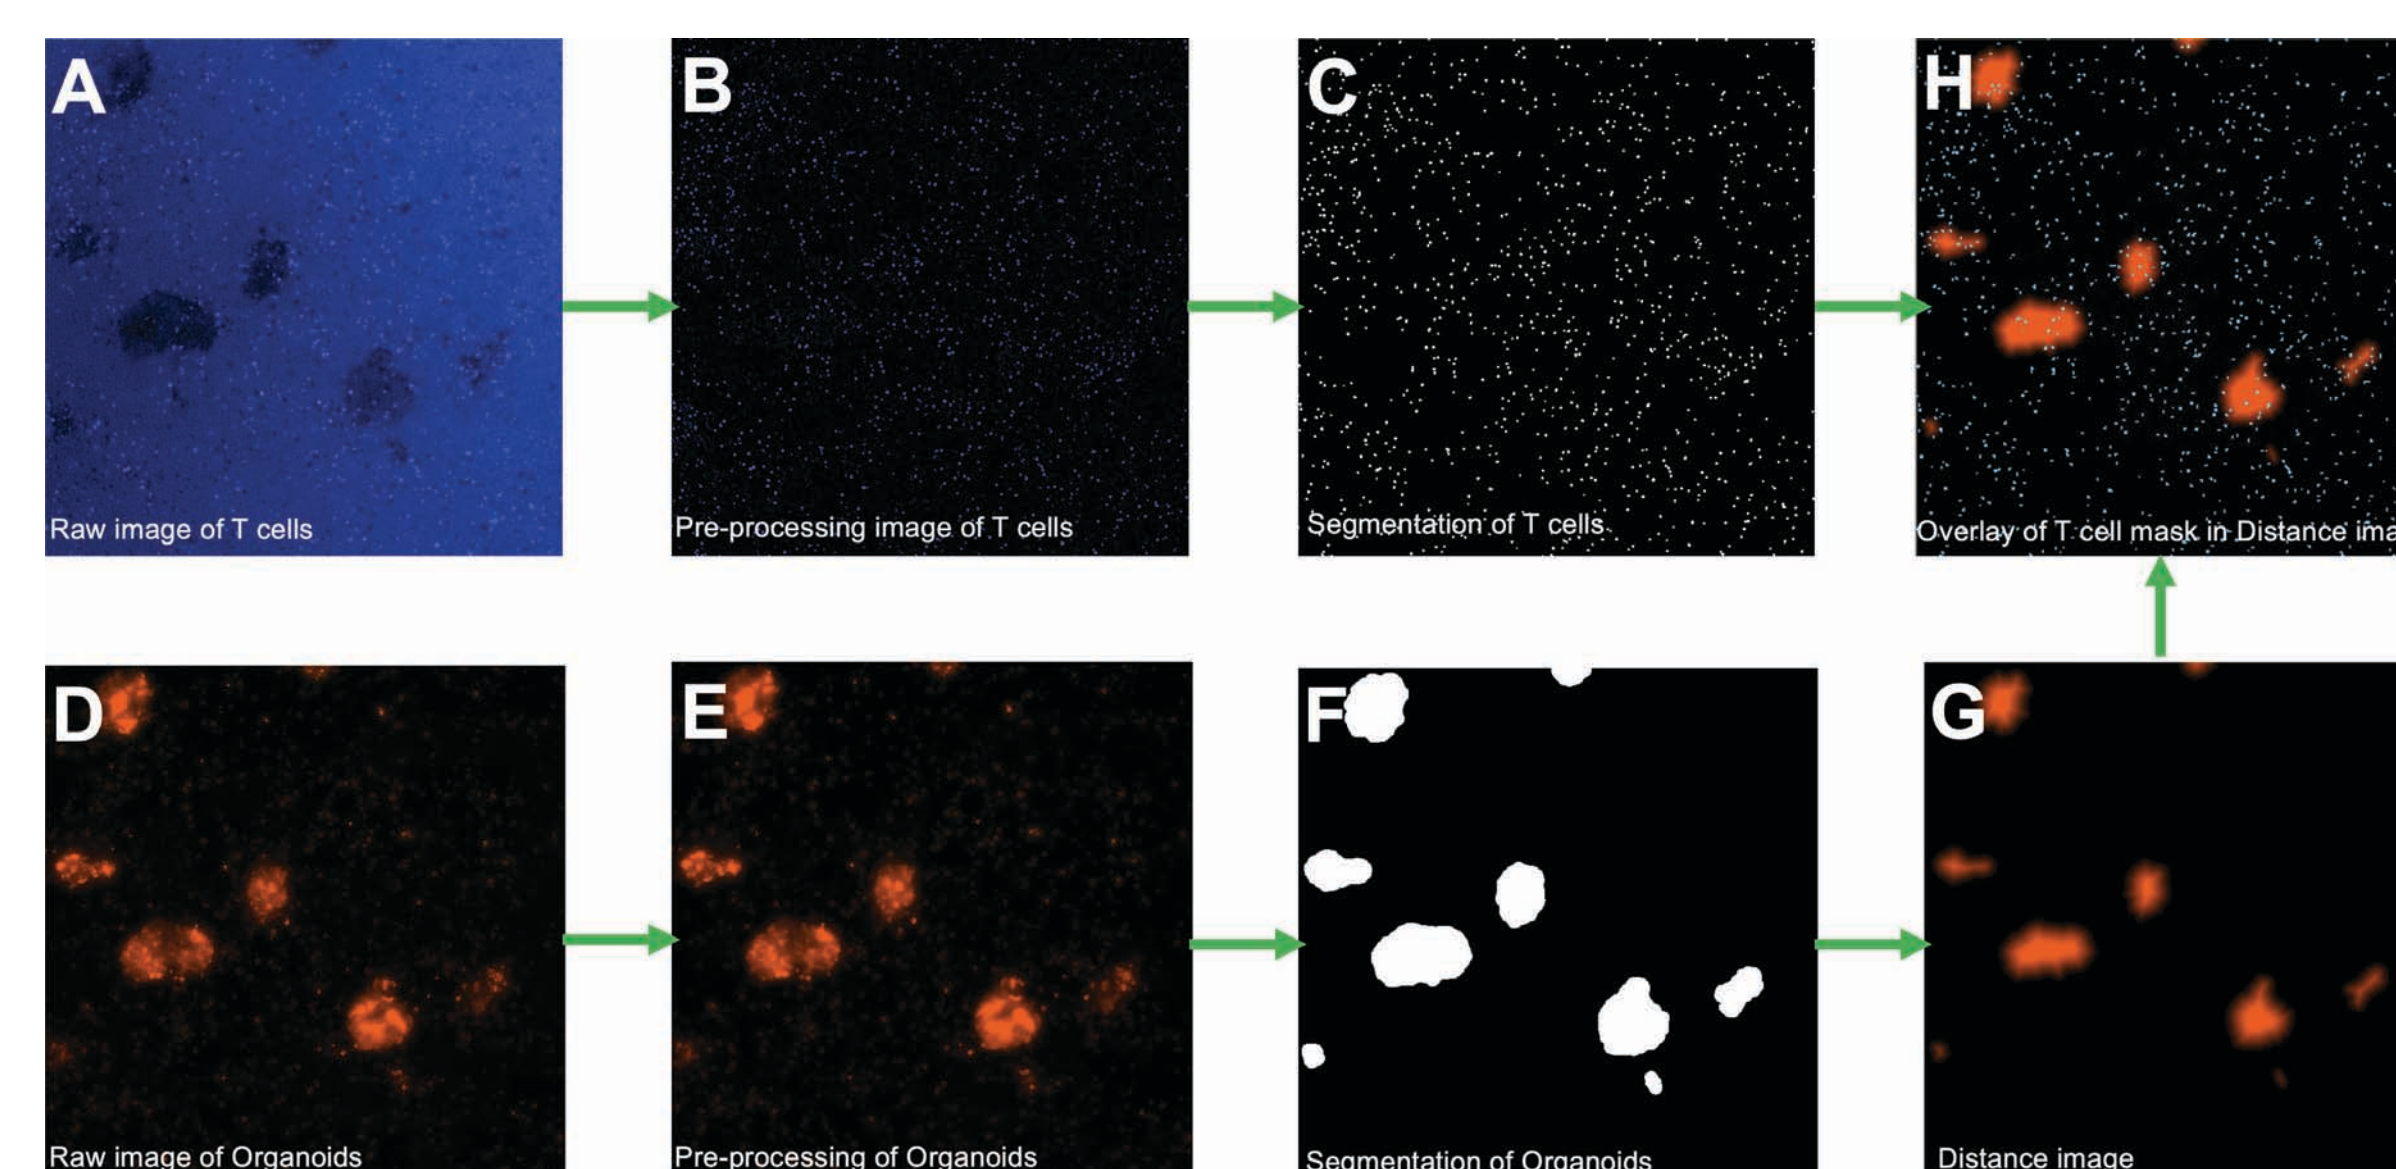 A
Raw image of T cells
B
Pre-processing image of T cells
C
Segmentation of T cells
H
Overlay of T cell mask in Distance
D
Raw image of Organoids
E
Pre-processing of Organoids
F
Segmentation of Organoids
G
Distance image